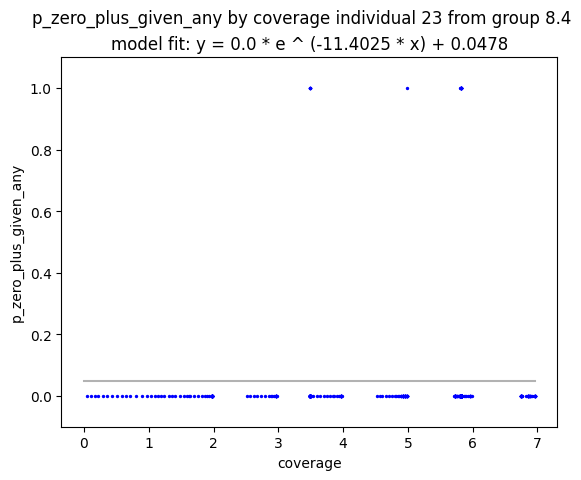 p_zero_plus_given_any by coverage individual 23 from group 8.4
model fit: y = 0.0 * e ^ (-11.4025 * x) + 0.0478
p_zero_plus_given_any
1.0
0.8
0.6
0.4
0.2
0.0
0 1 2 3 4 5 6 7
coverage